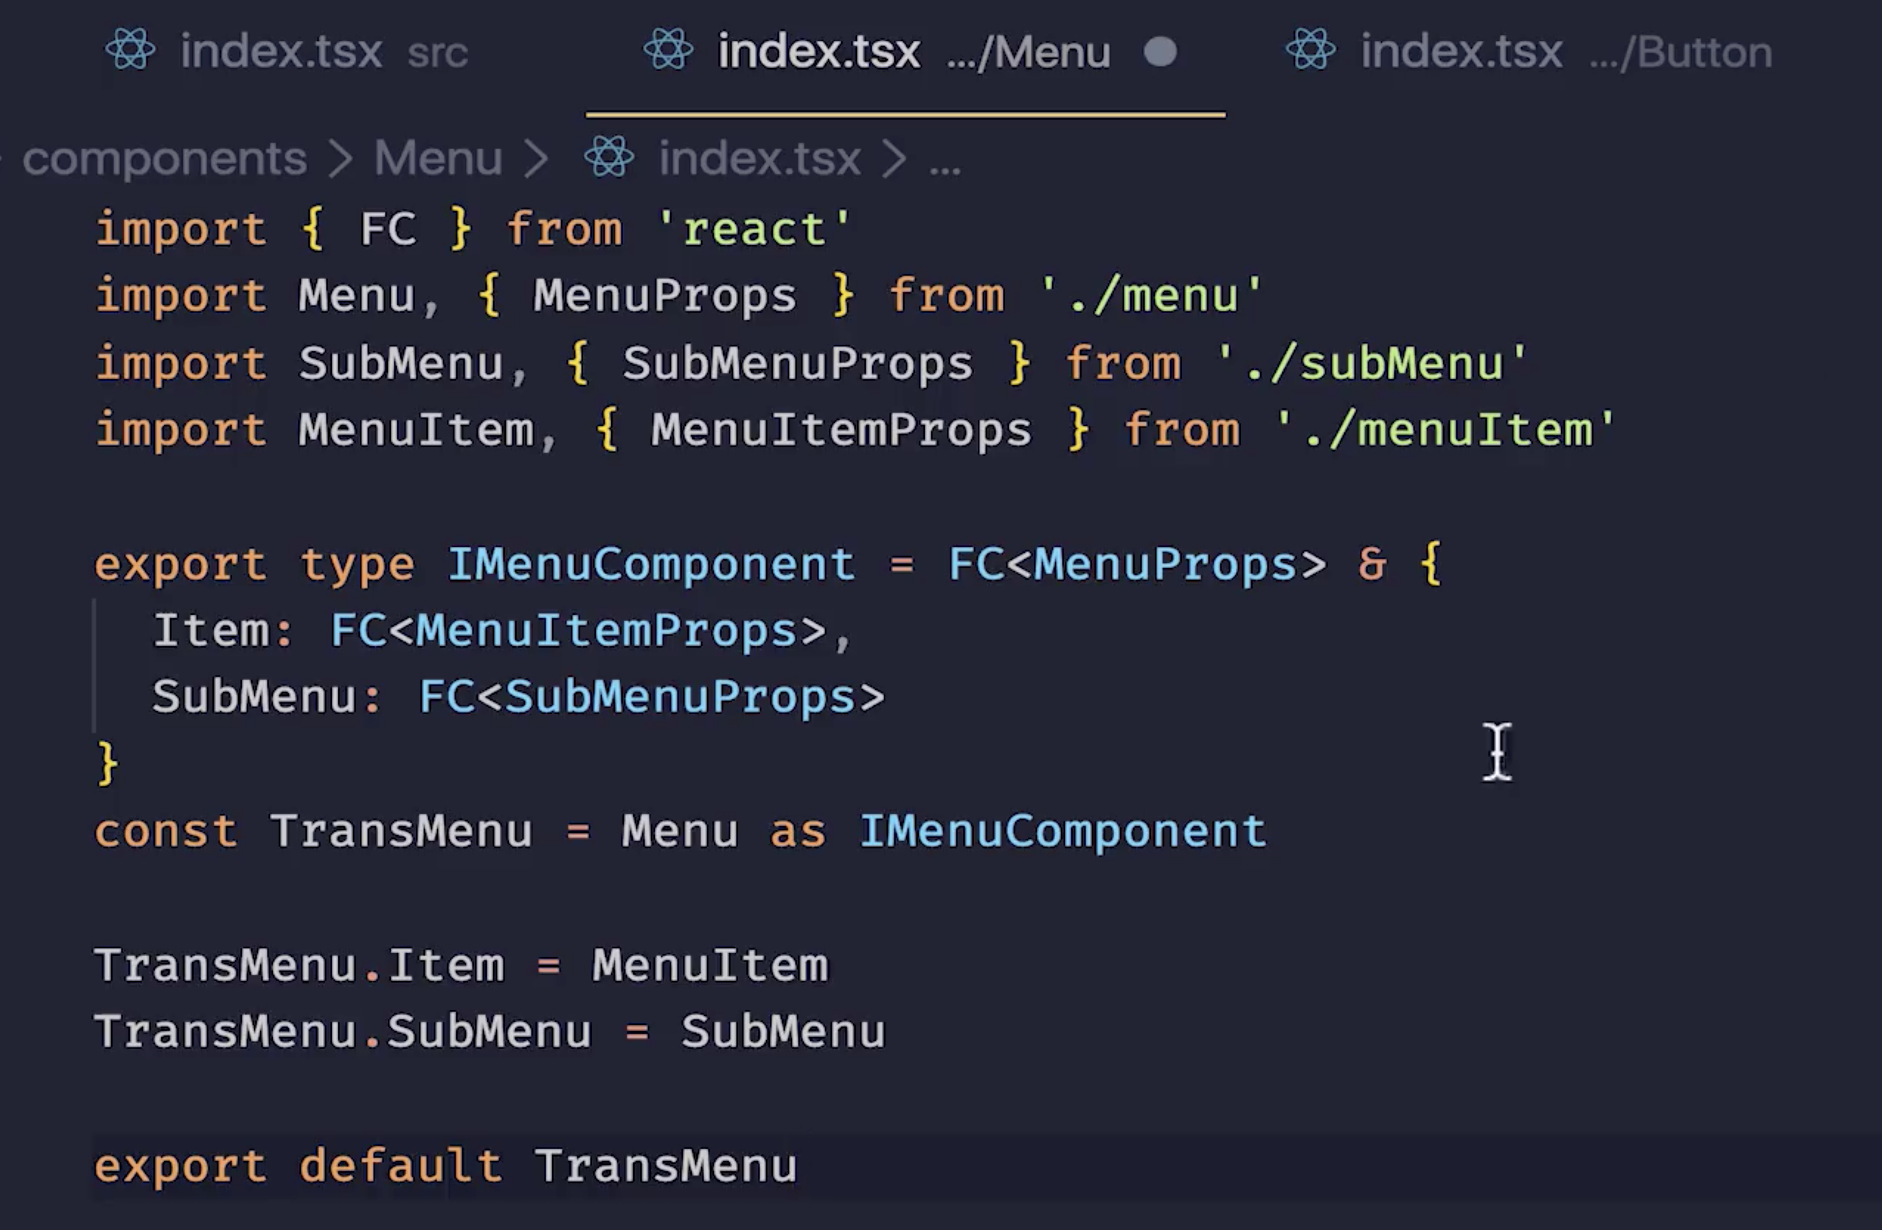 index.tsx src index.tsx .../Menu index.tsx .../Button
components > Menu > index.tsx > ...
import { FC } from 'react'
import Menu, { MenuProps } from './menu'
import SubMenu, { SubMenuProps } from './subMenu'
import MenuItem, { MenuItemProps } from './menuItem'
export type IMenuComponent = FC<MenuProps> & {
  Item: FC<MenuItemProps>,
  SubMenu: FC<SubMenuProps>
}
const TransMenu = Menu as IMenuComponent
TransMenu.Item = MenuItem
TransMenu.SubMenu = SubMenu
export default TransMenu